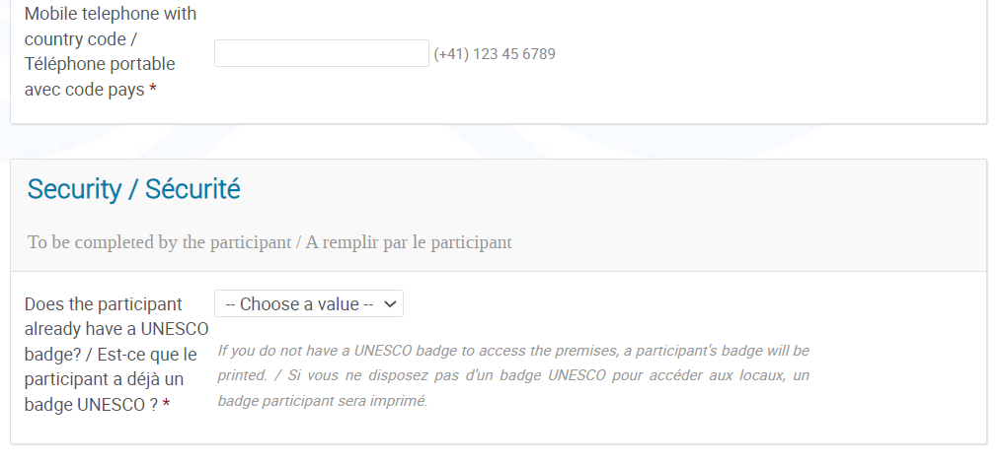 Mobile telephone with
country code /
Téléphone portable
avec code pays *
(+41) 123 45 6789
Security / Sécurité
To be completed by the participant / A remplir par le participant
Does the participant
already have a UNESCO
badge? / Est-ce que le
participant a déjà un
badge UNESCO ? *
-- Choose a value --
If you do not have a UNESCO badge to access the premises, a participant's badge will be
printed. / Si vous ne disposez pas d'un badge UNESCO pour accéder aux locaux, un
badge participant sera imprimé.